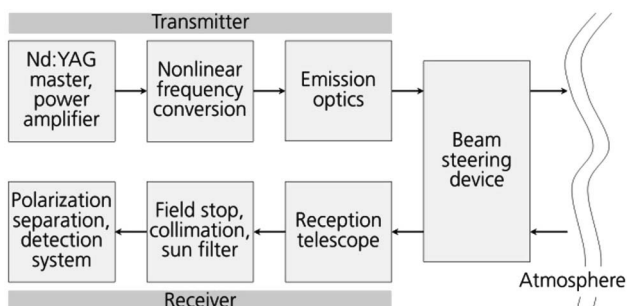 Transmitter
Nd:YAG
master,
power
amplifier
Nonlinear
frequency
conversion
Emission
optics
Beam
steering
device
Polarization
separation,
detection
system
Field stop,
collimation,
sun filter
Reception
telescope
Atmosphere
Receiver